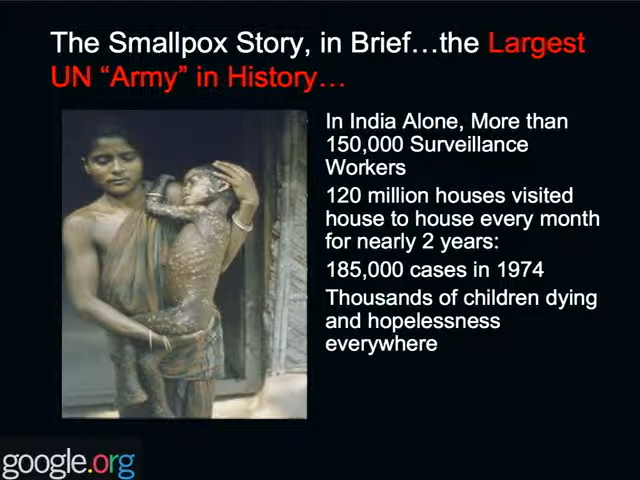 The Smallpox Story, in Brief…the Largest
UN “Army” in History…
In India Alone, More than
150,000 Surveillance
Workers
120 million houses visited
house to house every month
for nearly 2 years:
185,000 cases in 1974
Thousands of children dying
and hopelessness
everywhere
google.org